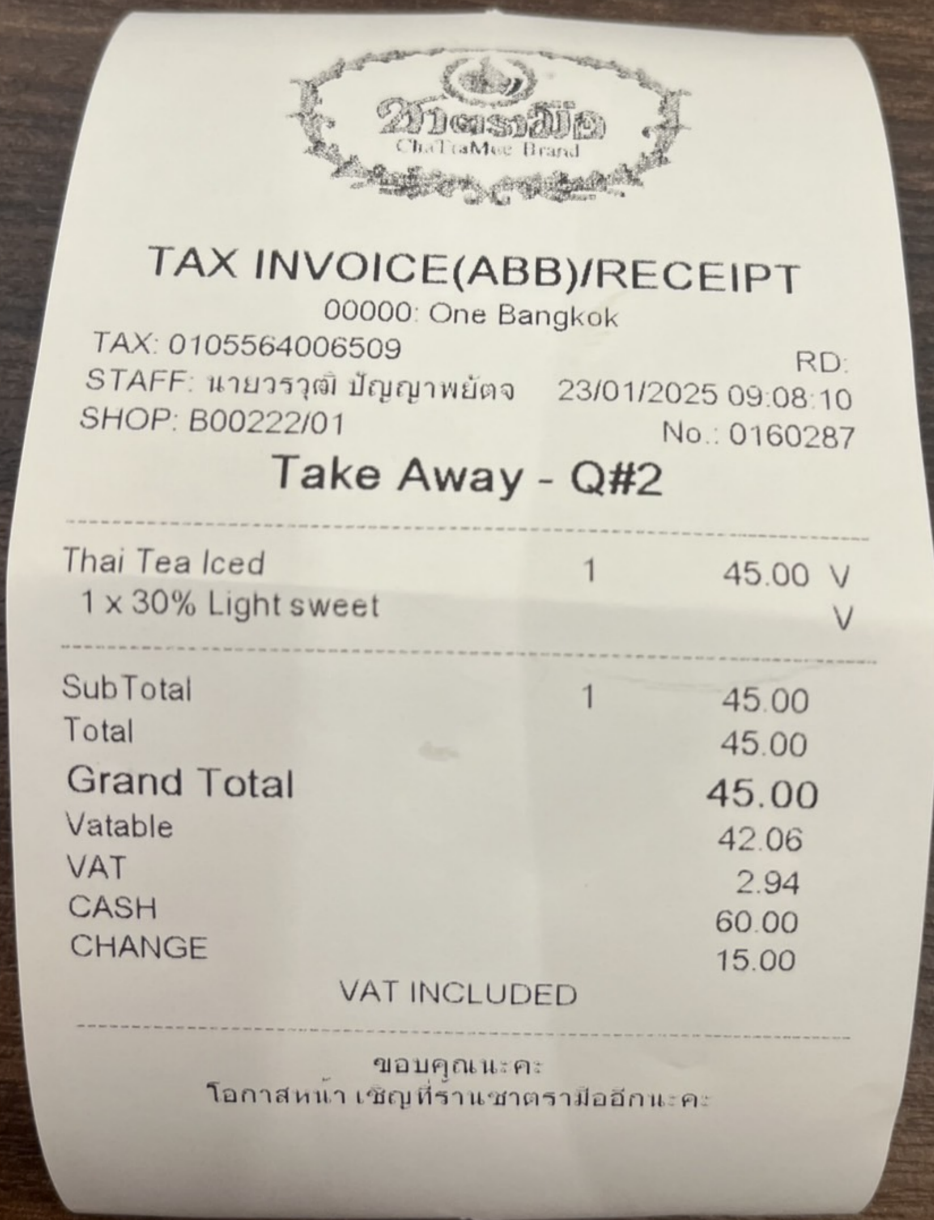 ชาตรามือ
ChaTraMue Brand
TAX INVOICE(ABB)/RECEIPT
00000: One Bangkok
TAX: 0105564006509 RD:
STAFF: นายวรวุฒิ ปัญญาพยัตจ 23/01/2025 09:08:10
SHOP: B00222/01 No.: 0160287
Take Away - Q#2
Thai Tea Iced 1 45.00 V
1 x 30% Light sweet V
SubTotal 1 45.00
Total 45.00
Grand Total 45.00
Vatable 42.06
VAT 2.94
CASH 60.00
CHANGE 15.00
VAT INCLUDED
ขอบคุณนะคะ
โอกาสหน้า เชิญที่ร้านชาตรามืออีกนะคะ